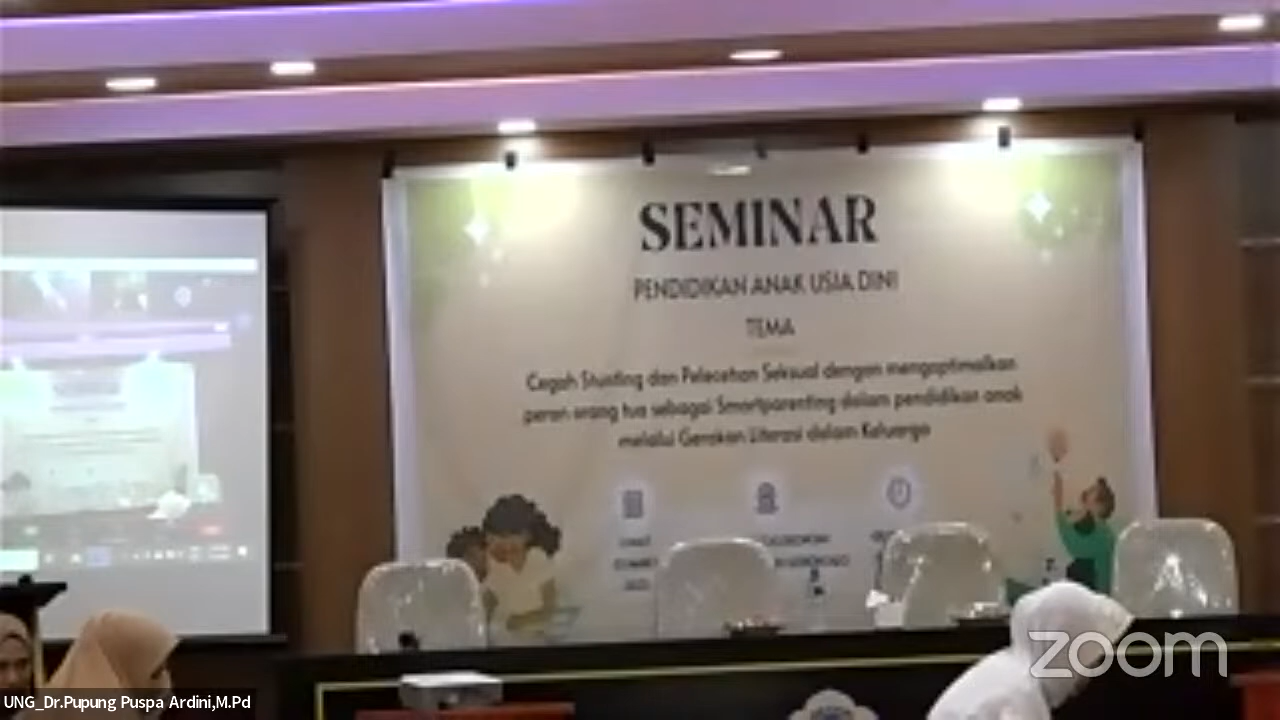 SEMINAR
PENDIDIKAN ANAK USIA DINI
TEMA
Cegah Stunting dan Pelecehan Seksual dengan mengoptimalkan
peran orang tua sebagai Smartparenting dalam pendidikan anak
melalui Gerakan Literasi dalam Keluarga
zoom
UNG_Dr.Pupung Puspa Ardini,M.Pd